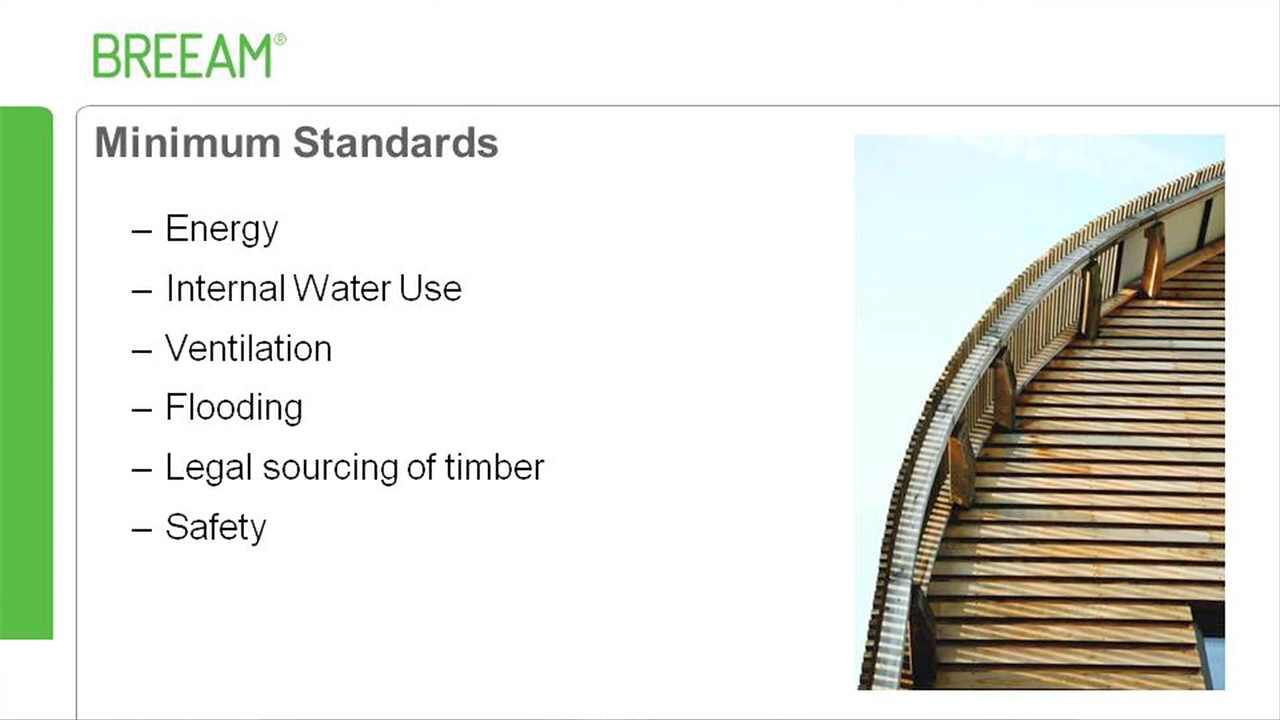 BREEAM®
Minimum Standards
– Energy
– Internal Water Use
– Ventilation
– Flooding
– Legal sourcing of timber
– Safety